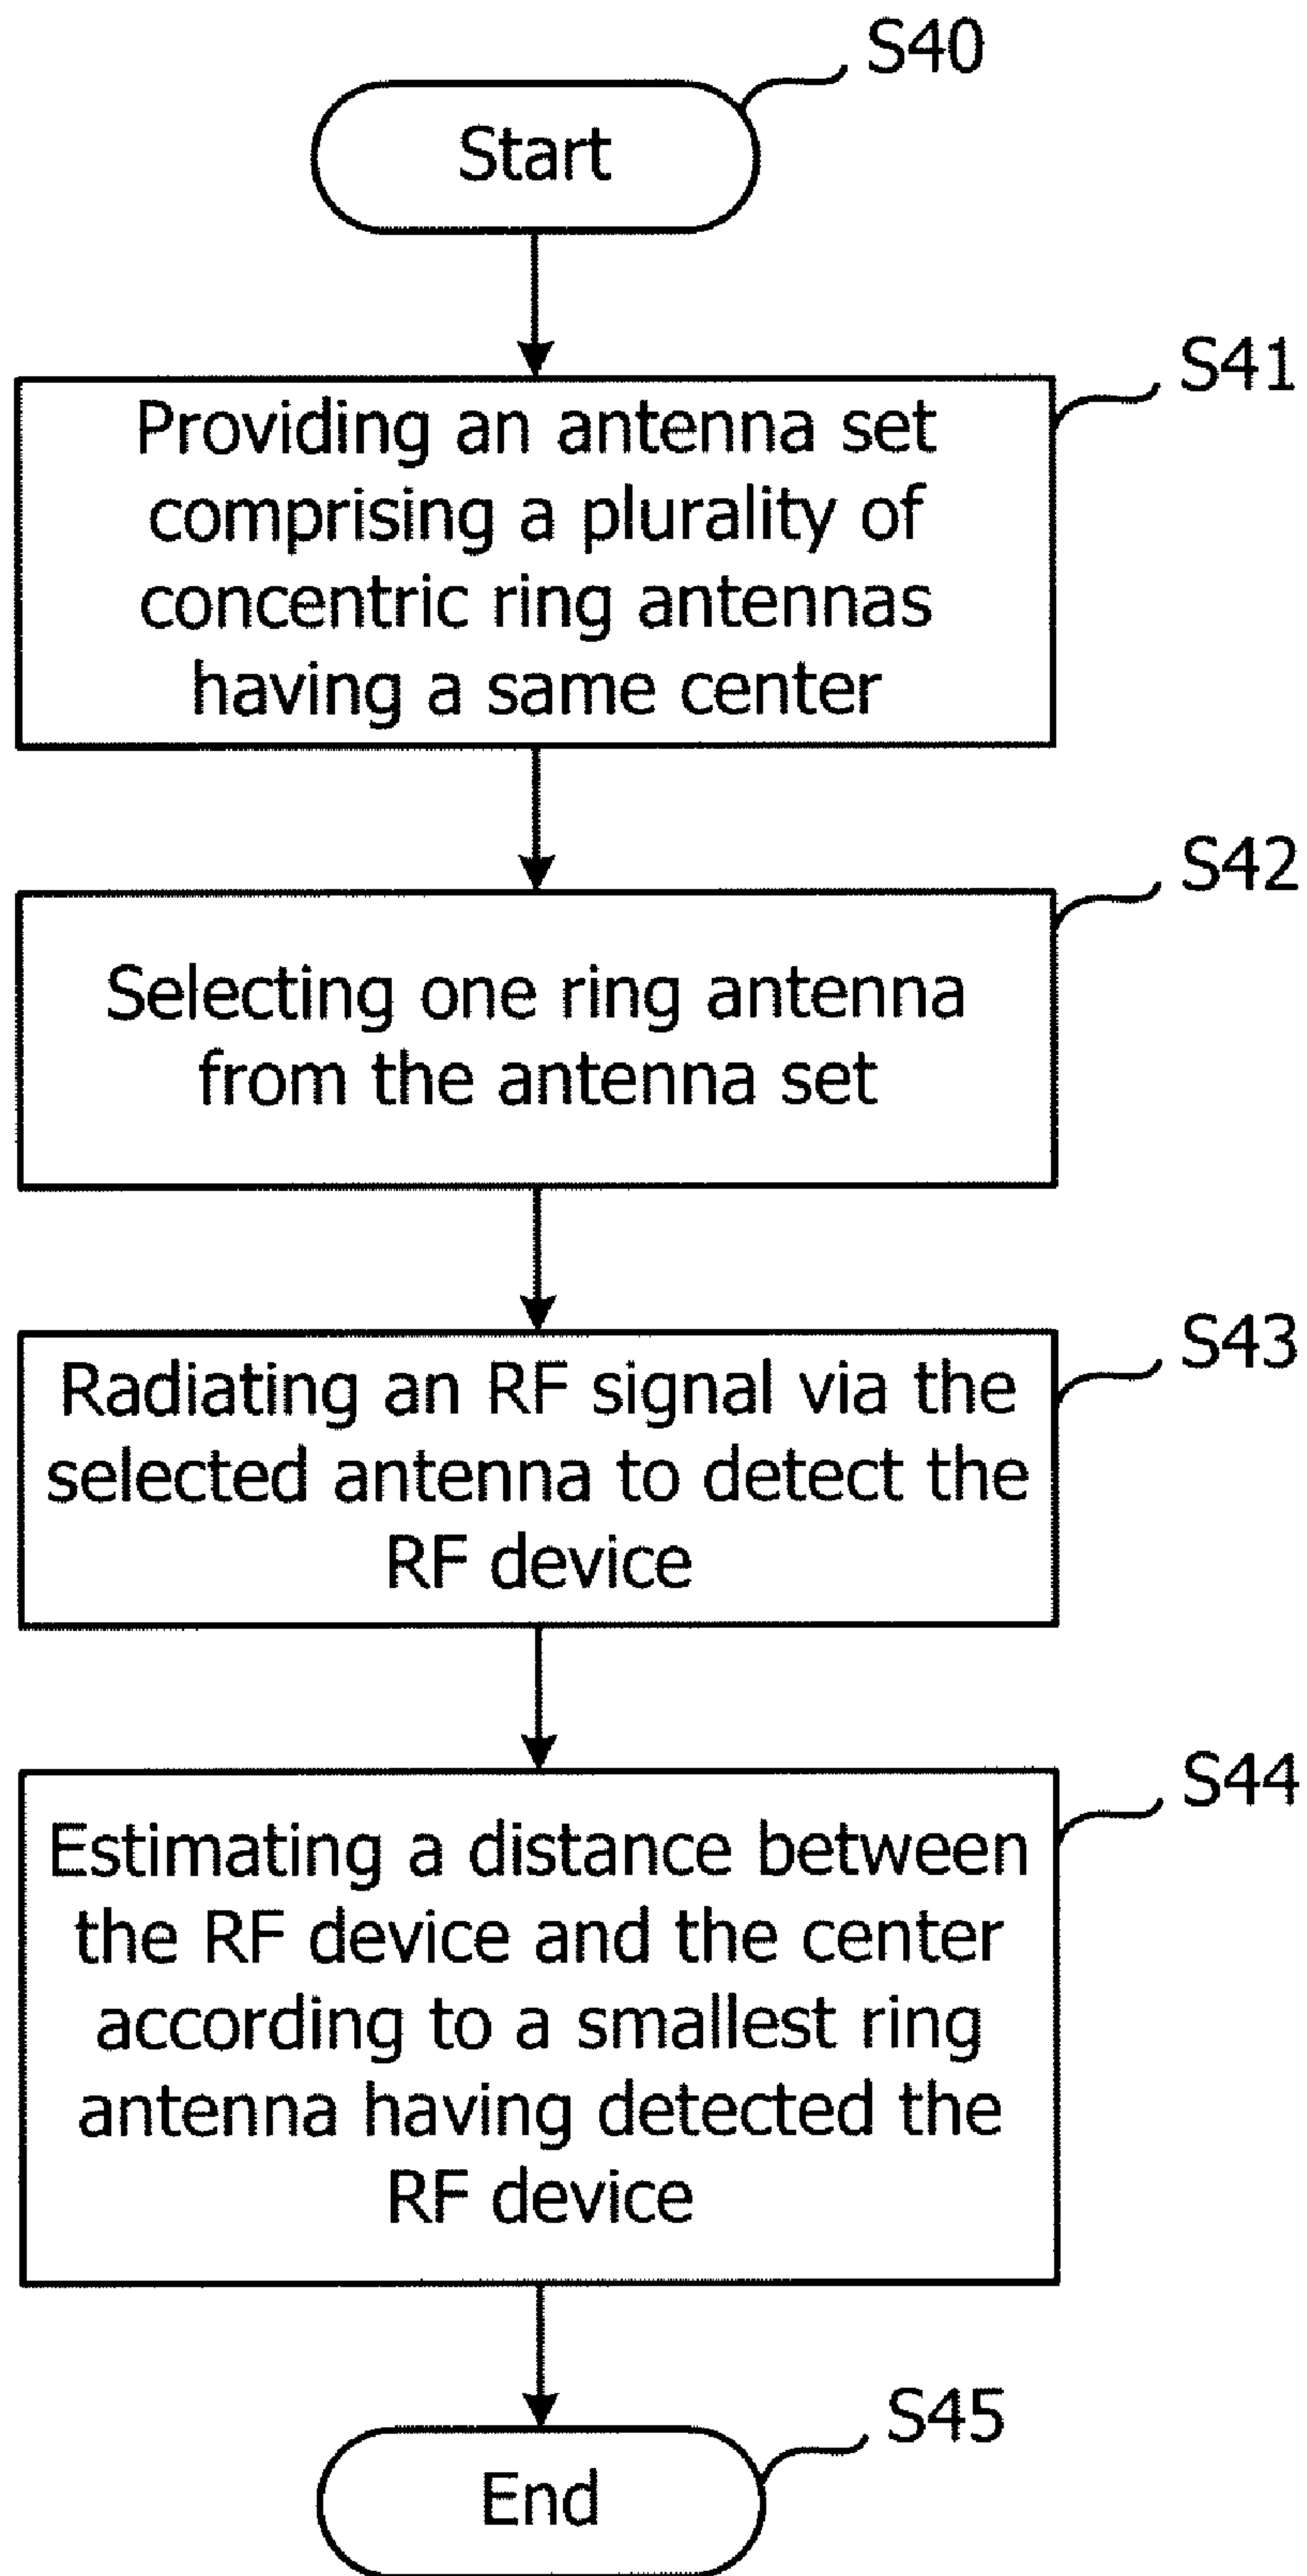 S40
Start
S41
Providing an antenna set
comprising a plurality of
concentric ring antennas
having a same center
S42
Selecting one ring antenna
from the antenna set
S43
Radiating an RF signal via the
selected antenna to detect the
RF device
S44
Estimating a distance between
the RF device and the center
according to a smallest ring
antenna having detected the
RF device
S45
End